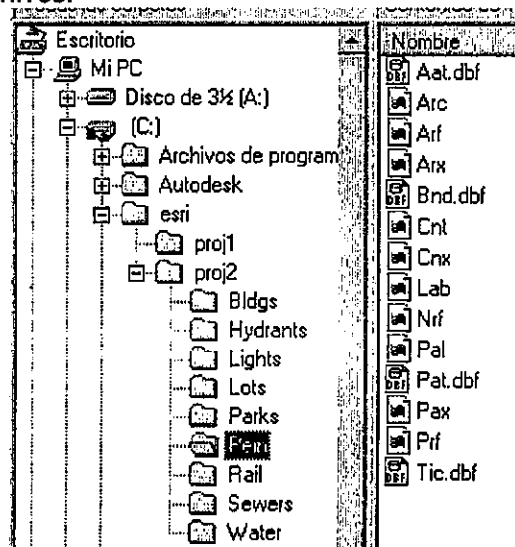 Escritorio
Mi PC
Disco de 3½ (A:)
(C:)
Archivos de program
Autodesk
esri
proj1
proj2
Bldgs
Hydrants
Lights
Lots
Parks
Rail
Sewers
Water
Nombre
Aat.dbf
Arc
Arf
Arx
Bnd.dbf
Cnt
Cnx
Lab
Nrf
Pal
Pat.dbf
Pax
Prf
Tic.dbf